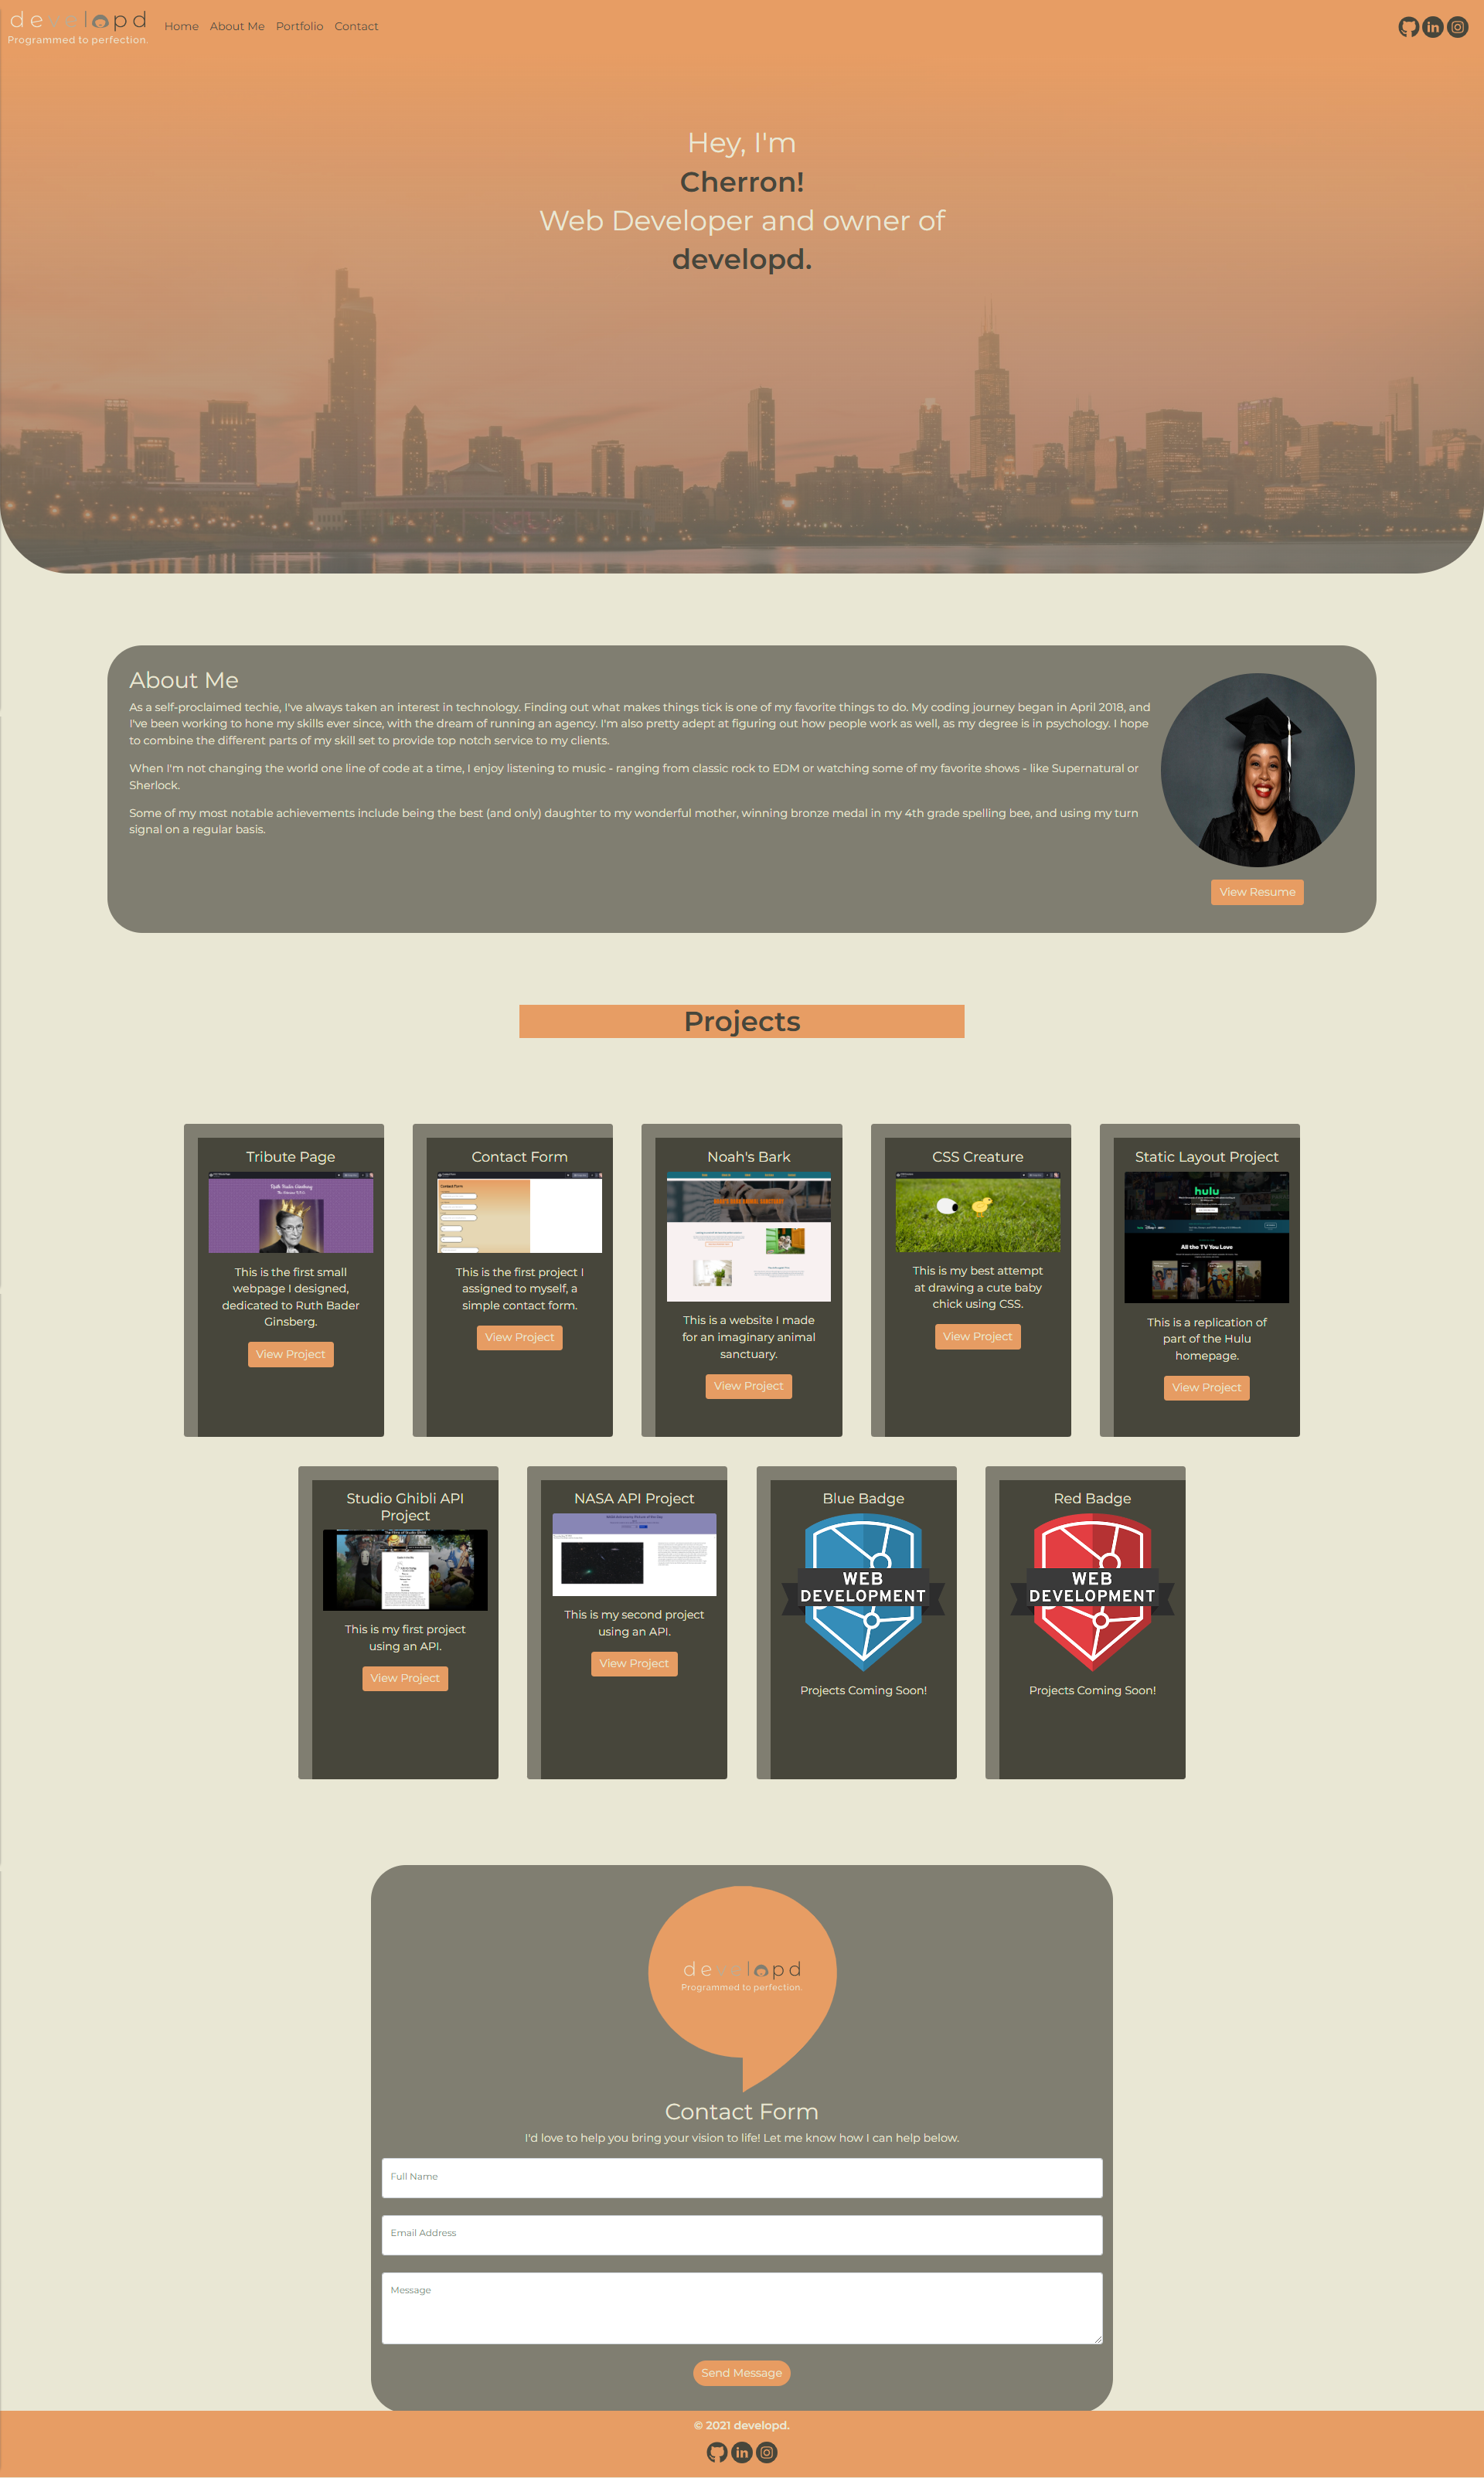 developd
Programmed to perfection.
Home About Me Portfolio Contact
Hey, I'm
Cherron!
Web Developer and owner of
developd.
About Me
As a self-proclaimed techie, I've always taken an interest in technology. Finding out what makes things tick is one of my favorite things to do. My coding journey began in April 2018, and
I've been working to hone my skills ever since, with the dream of running an agency. I'm also pretty adept at figuring out how people work as well, as my degree is in psychology. I hope
to combine the different parts of my skill set to provide top notch service to my clients.
When I'm not changing the world one line of code at a time, I enjoy listening to music - ranging from classic rock to EDM or watching some of my favorite shows - like Supernatural or
Sherlock.
Some of my most notable achievements include being the best (and only) daughter to my wonderful mother, winning bronze medal in my 4th grade spelling bee, and using my turn
signal on a regular basis.
View Resume
Projects
Tribute Page
This is the first small
webpage I designed,
dedicated to Ruth Bader
Ginsberg.
View Project
Contact Form
Contact Form
This is the first project I
assigned to myself, a
simple contact form.
View Project
Noah's Bark
This is a website I made
for an imaginary animal
sanctuary.
View Project
CSS Creature
This is my best attempt
at drawing a cute baby
chick using CSS.
View Project
Static Layout Project
hulu
All the TV You Love
This is a replication of
part of the Hulu
homepage.
View Project
Studio Ghibli API
Project
This is my first project
using an API.
View Project
NASA API Project
This is my second project
using an API.
View Project
Blue Badge
WEB
DEVELOPMENT
Projects Coming Soon!
Red Badge
WEB
DEVELOPMENT
Projects Coming Soon!
developd
Programmed to perfection.
Contact Form
I'd love to help you bring your vision to life! Let me know how I can help below.
Full Name
Email Address
Message
Send Message
© 2021 developd.